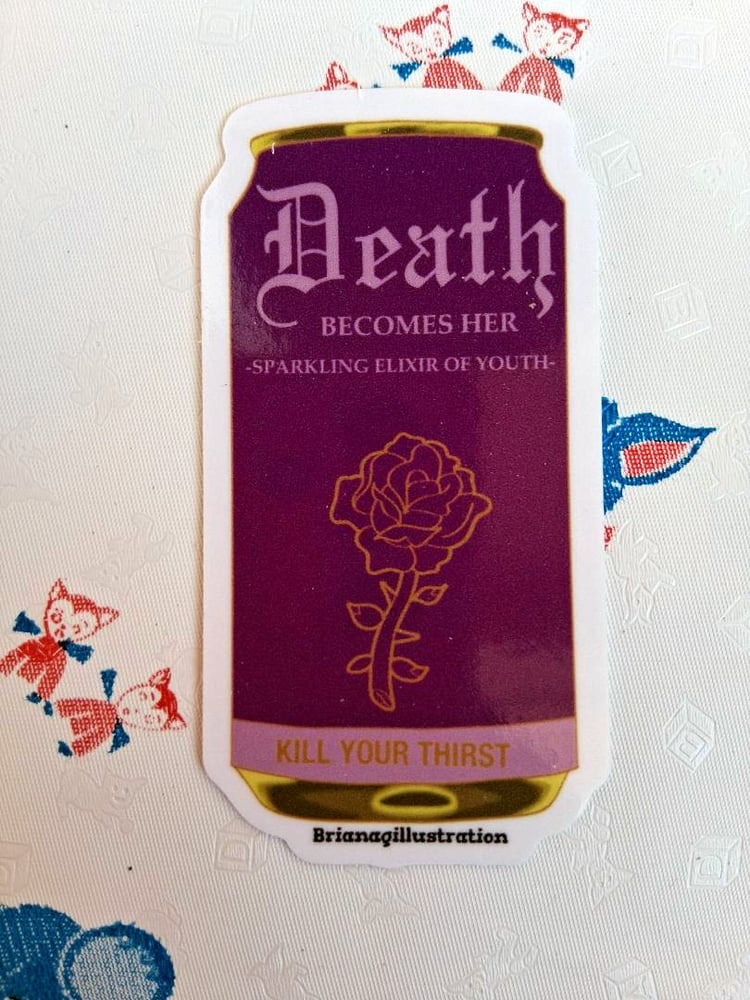 Death
BECOMES HER
-SPARKLING ELIXIR OF YOUTH-
KILL YOUR THIRST
Brianagillustration